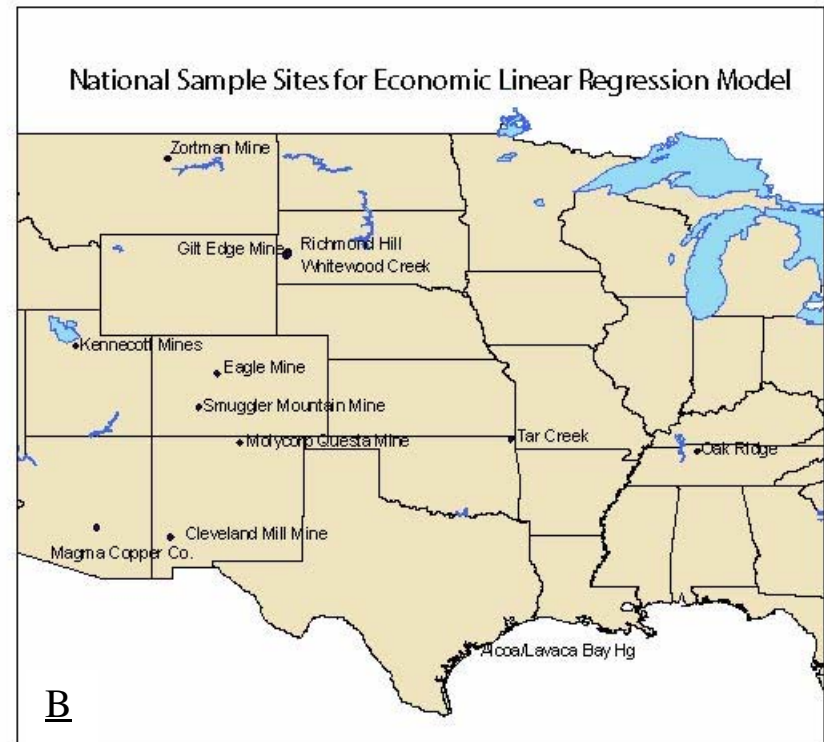 National Sample Sites for Economic Linear Regression Model
Zortman Mine
Gilt Edge Mine
Richmond Hill
Whitewood Creek
Kennecott Mines
Eagle Mine
Smuggler Mountain Mine
Molycorp Questa Mine
Tar Creek
Oak Ridge
Cleveland Mill Mine
Magma Copper Co.
Alcoa/Lavaca Bay Hg
B